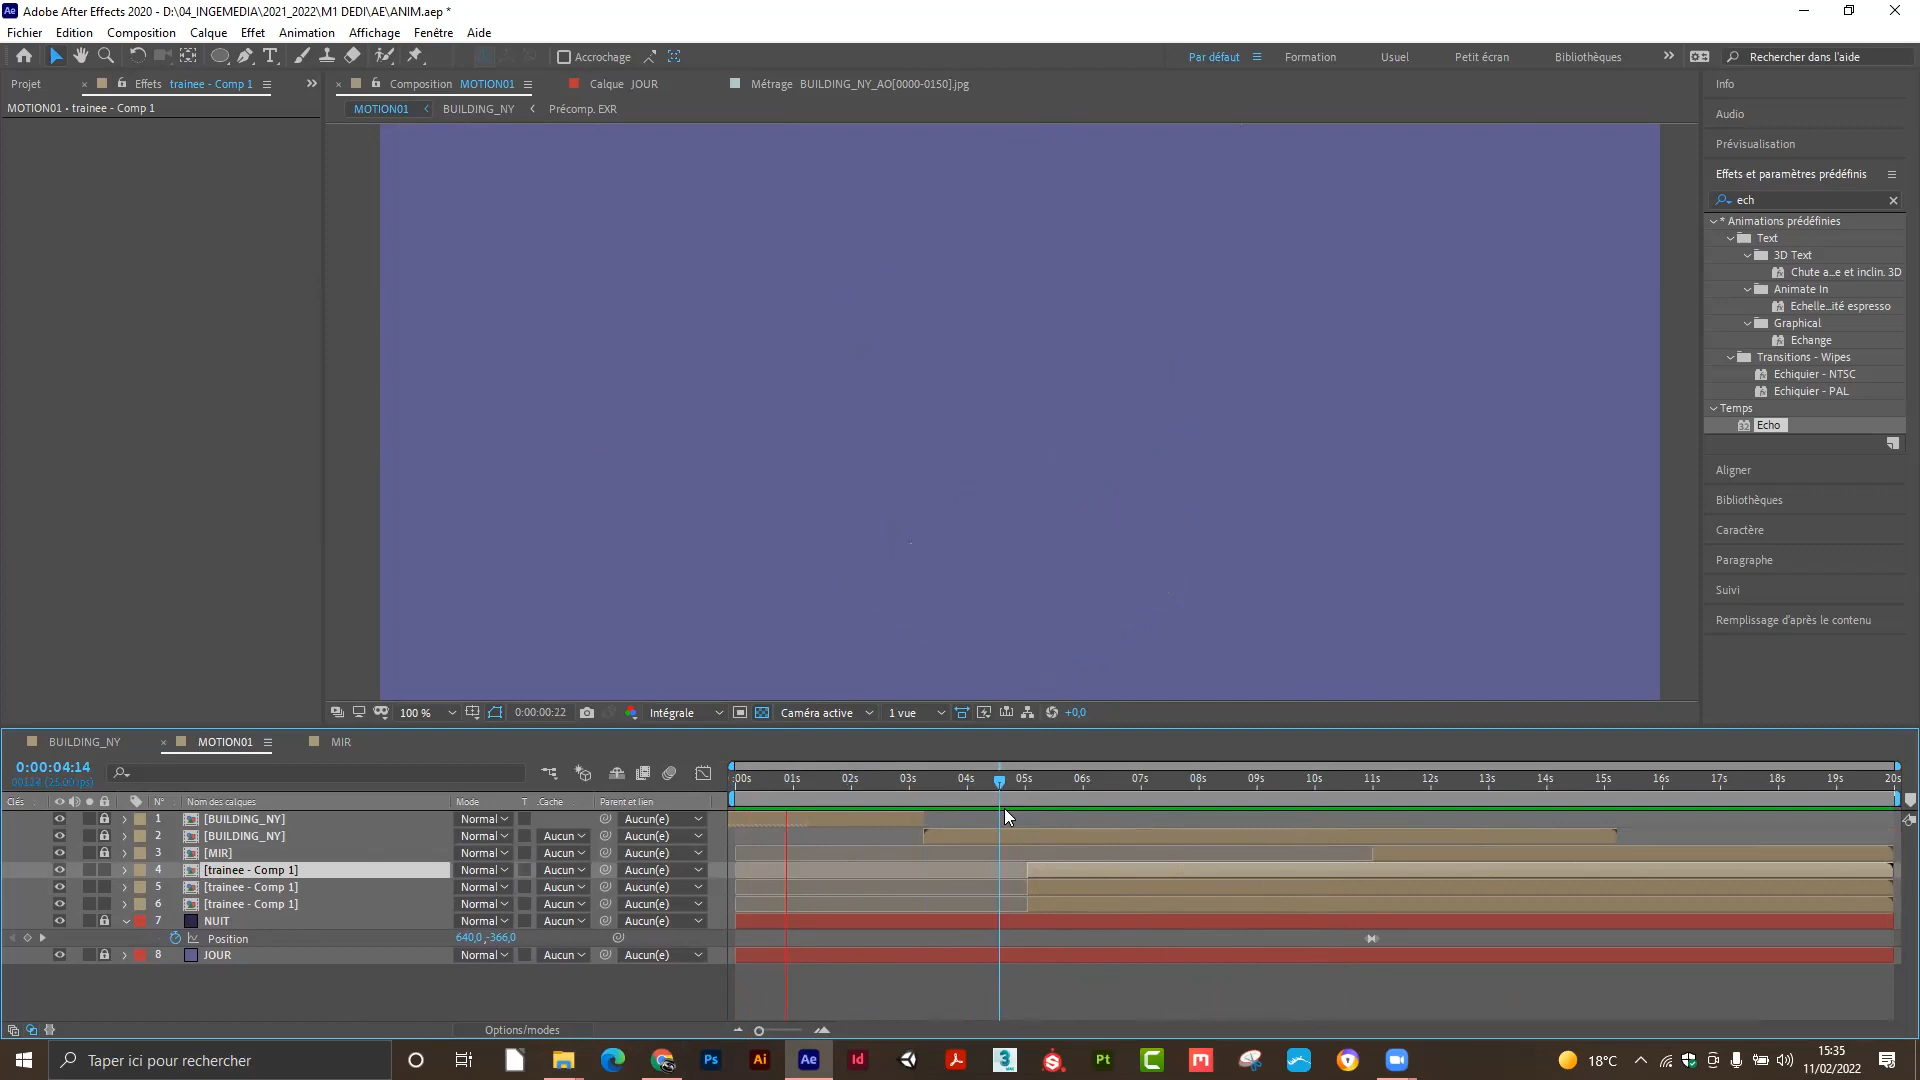 Adobe After Effects 2020 - D:\04_INGEMEDIA\2021_2022\M1 DEDI\AE\ANIM.aep *
Fichier Edition Composition Calque Effet Animation Affichage Fenêtre Aide
Accrochage Par défaut Formation Usuel Petit écran Bibliothèques Rechercher dans l'aide
Projet Effets trainee - Comp 1 Composition MOTION01 Calque JOUR Métrage BUILDING_NY_AO[0000-0150].jpg Info
MOTION01 • trainee - Comp 1 MOTION01 BUILDING_NY Précomp. EXR
Audio
Prévisualisation
Effets et paramètres prédéfinis
ech
* Animations prédéfinies
Text
3D Text
Chute a...e et inclin. 3D
Animate In
Echelle...ité espresso
Graphical
Echange
Transitions - Wipes
Echiquier - NTSC
Echiquier - PAL
Temps
Echo
Aligner
Bibliothèques
Caractère
Paragraphe
Suivi
Remplissage d'après le contenu
100 % 0:00:00:22 Intégrale Caméra active 1 vue +0,0
BUILDING_NY MOTION01 MIR
0:00:04:14
00114 (25.00 ips)
:00s 01s 02s 03s 04s 05s 06s 07s 08s 09s 10s 11s 12s 13s 14s 15s 16s 17s 18s 19s 20s
Clés N° Nom des calques Mode T .Cache Parent et lien
1 [BUILDING_NY] Normal Aucun(e)
2 [BUILDING_NY] Normal Aucun Aucun(e)
3 [MIR] Normal Aucun Aucun(e)
4 [trainee - Comp 1] Normal Aucun Aucun(e)
5 [trainee - Comp 1] Normal Aucun Aucun(e)
6 [trainee - Comp 1] Normal Aucun Aucun(e)
7 NUIT Normal Aucun Aucun(e)
Position 640,0,-366,0
8 JOUR Normal Aucun Aucun(e)
Options/modes
Taper ici pour rechercher 18°C 15:35
11/02/2022